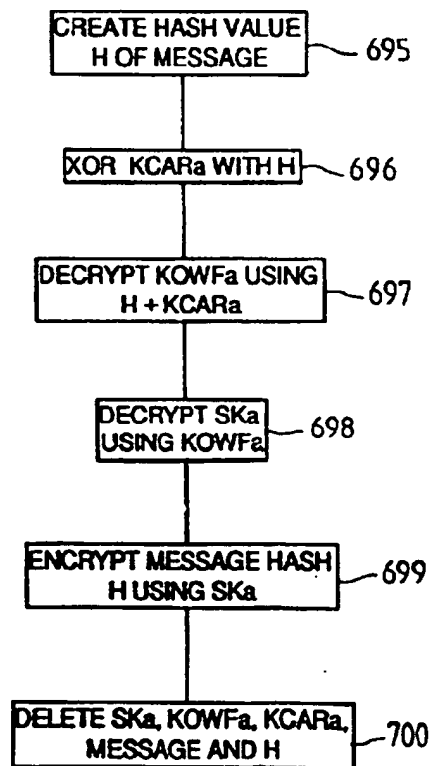 CREATE HASH VALUE
H OF MESSAGE
695
XOR KCARa WITH H
696
DECRYPT KOWFa USING
H + KCARa
697
DECRYPT SKa
USING KOWFa
698
ENCRYPT MESSAGE HASH
H USING SKa
699
DELETE SKa, KOWFa, KCARa,
MESSAGE AND H
700